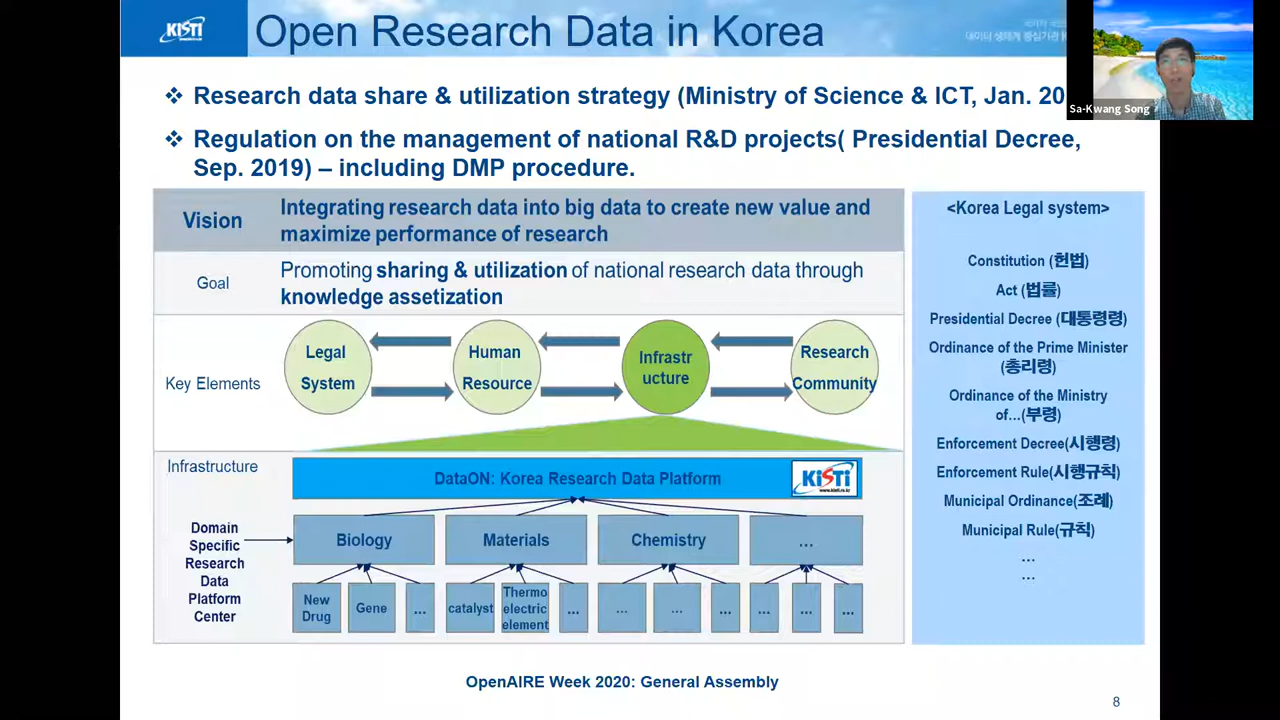 KiSTi
Open Research Data in Korea
Sa-Kwang Song
❖ Research data share & utilization strategy (Ministry of Science & ICT, Jan. 20
❖ Regulation on the management of national R&D projects( Presidential Decree,
Sep. 2019) – including DMP procedure.
Vision
Integrating research data into big data to create new value and
maximize performance of research
Goal
Promoting sharing & utilization of national research data through
knowledge assetization
Key Elements
Legal
System
Human
Resource
Infrastr
ucture
Research
Community
Infrastructure
DataON: Korea Research Data Platform
KiSTi
www.kisti.re.kr
Domain
Specific
Research
Data
Platform
Center
Biology
Materials
Chemistry
...
New
Drug
Gene
...
catalyst
Thermo
electric
element
...
...
...
...
...
...
...
<Korea Legal system>
Constitution (헌법)
Act (법률)
Presidential Decree (대통령령)
Ordinance of the Prime Minister
(총리령)
Ordinance of the Ministry
of...(부령)
Enforcement Decree(시행령)
Enforcement Rule(시행규칙)
Municipal Ordinance(조례)
Municipal Rule(규칙)
...
...
OpenAIRE Week 2020: General Assembly
8